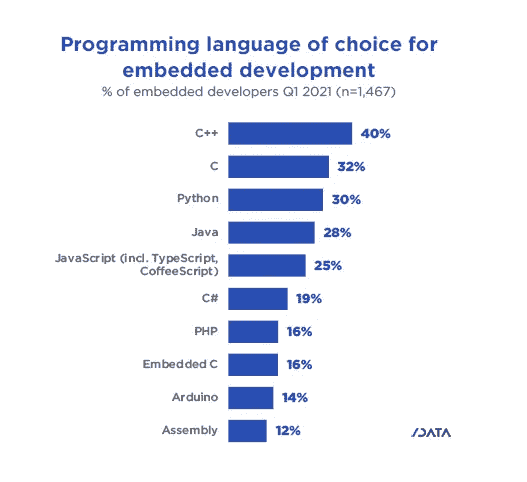 Programming language of choice for
embedded development
% of embedded developers Q1 2021 (n=1,467)
C++ 40%
C 32%
Python 30%
Java 28%
JavaScript (incl. TypeScript,
CoffeeScript) 25%
C# 19%
PHP 16%
Embedded C 16%
Arduino 14%
Assembly 12%
/DATA